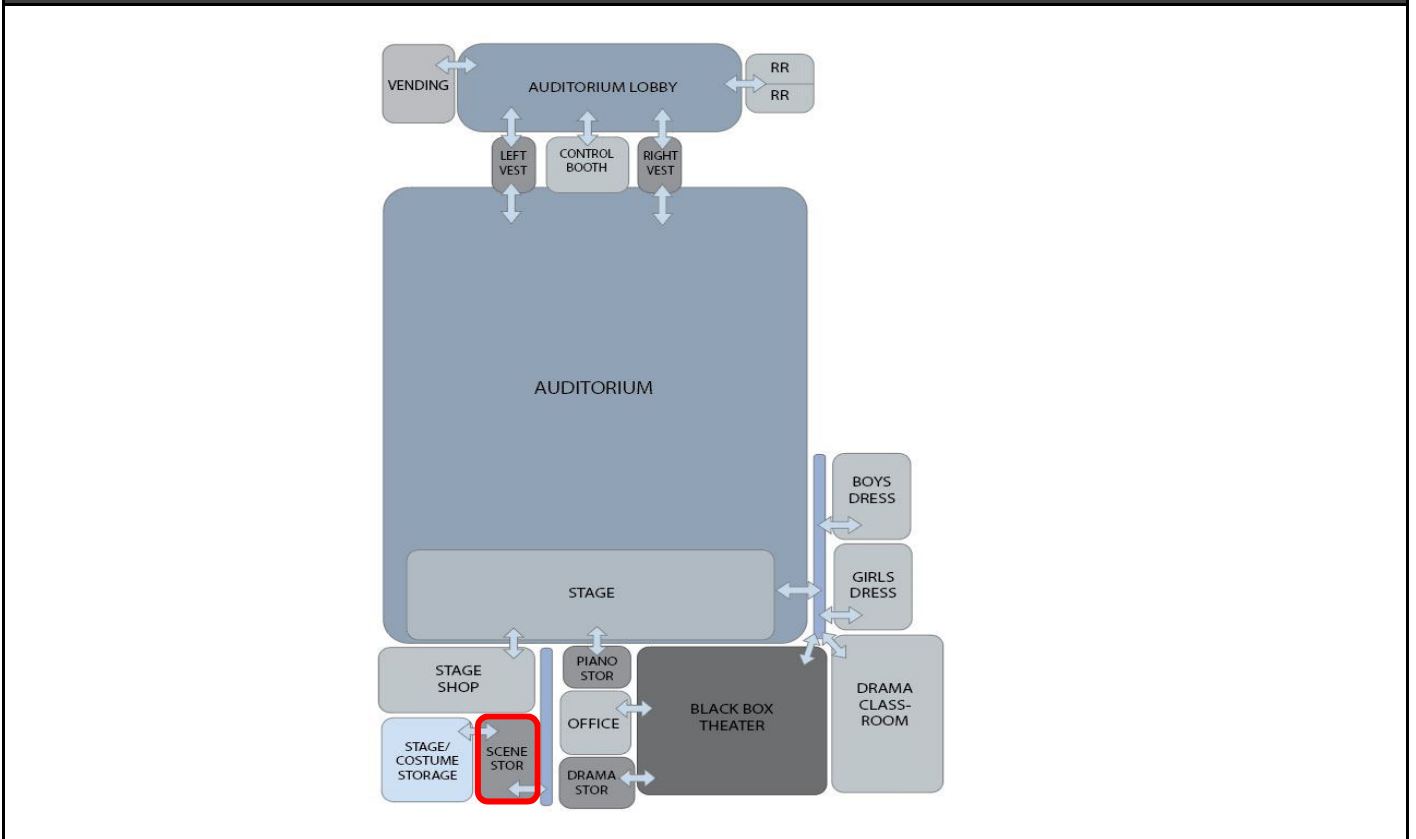 VENDING
AUDITORIUM LOBBY
RR
RR
LEFT
VEST
CONTROL
BOOTH
RIGHT
VEST
AUDITORIUM
BOYS
DRESS
GIRLS
DRESS
STAGE
STAGE
SHOP
PIANO
STOR
OFFICE
BLACK BOX
THEATER
DRAMA
CLASS-
ROOM
STAGE/
COSTUME
STORAGE
SCENE
STOR
DRAMA
STOR